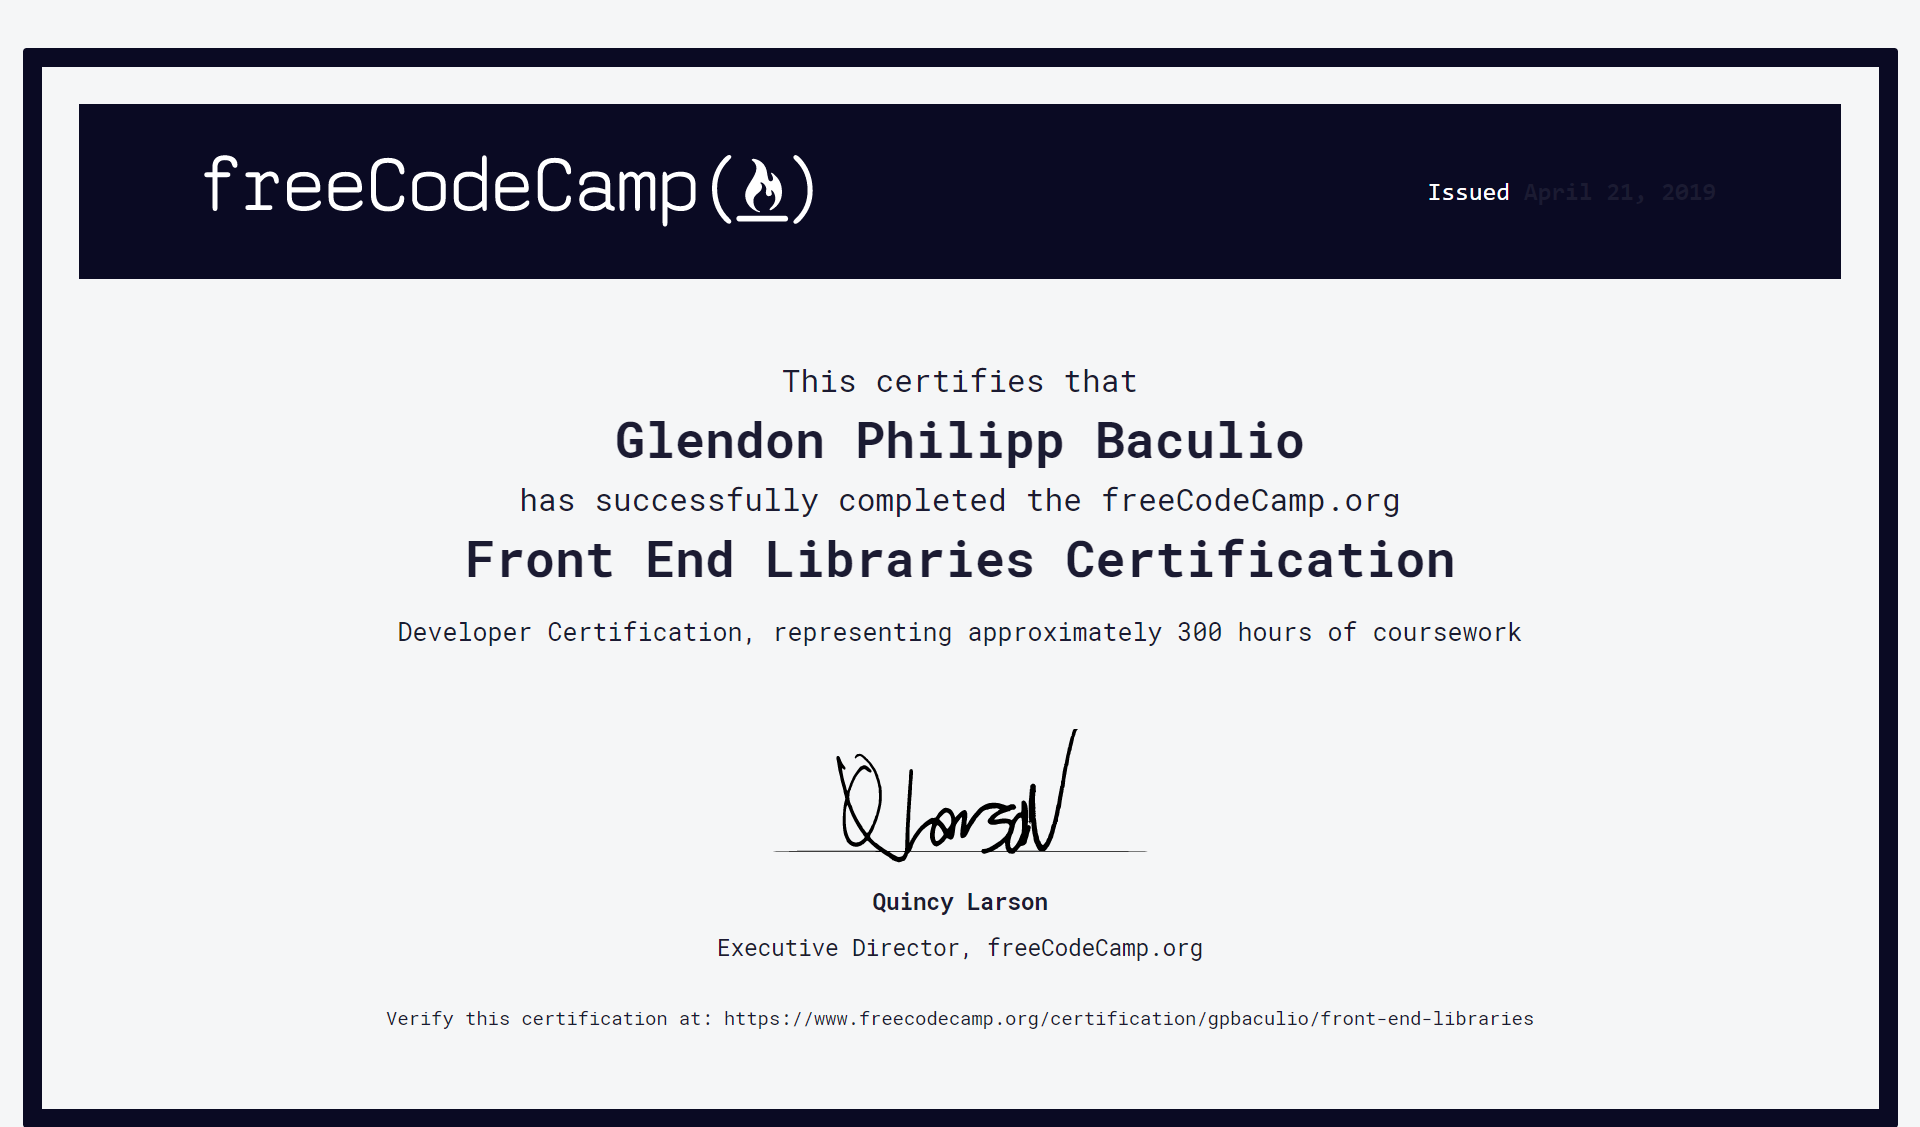 freeCodeCamp
Issued April 21, 2019
This certifies that
Glendon Philipp Baculio
has successfully completed the freeCodeCamp.org
Front End Libraries Certification
Developer Certification, representing approximately 300 hours of coursework
Q Larson
Quincy Larson
Executive Director, freeCodeCamp.org
Verify this certification at: https://www.freecodecamp.org/certification/gpbaculio/front-end-libraries